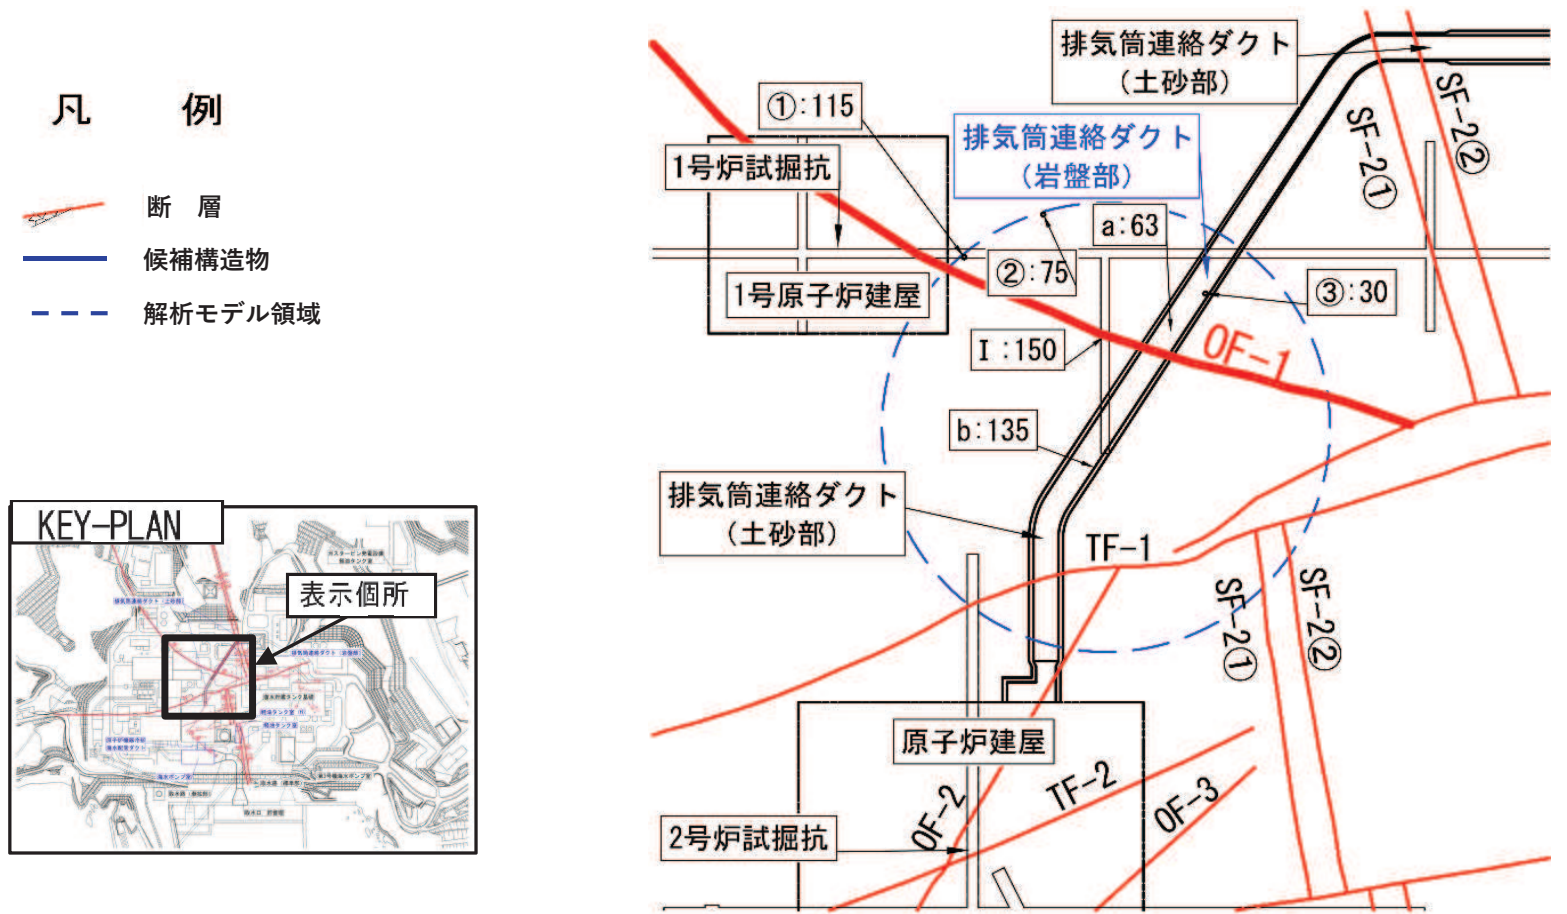 凡 例
断 層
候補構造物
解析モデル領域
KEY-PLAN
表示個所
排気筒連絡ダクト
(土砂部)
①:115
排気筒連絡ダクト
(岩盤部)
1号炉試掘抗
SF-2①
SF-2②
a:63
②:75
1号原子炉建屋
③:30
I:150
OF-1
b:135
排気筒連絡ダクト
(土砂部)
TF-1
SF-2①
SF-2②
原子炉建屋
OF-2
TF-2
OF-3
2号炉試掘抗